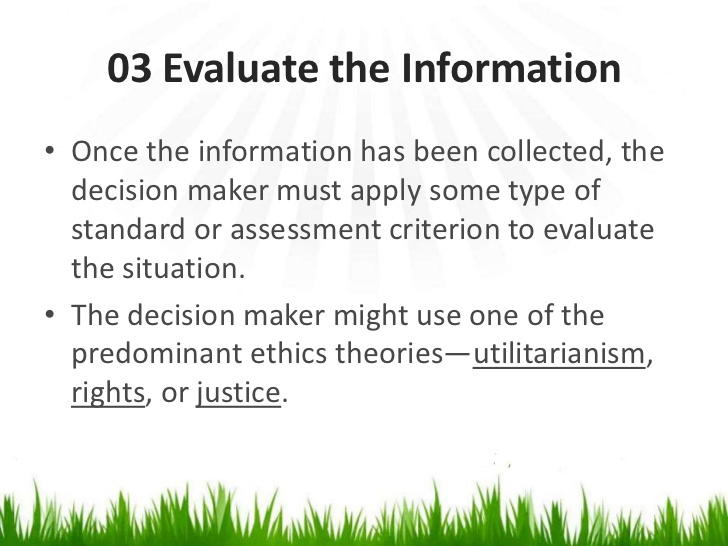 03 Evaluate the Information
• Once the information has been collected, the
decision maker must apply some type of
standard or assessment criterion to evaluate
the situation.
• The decision maker might use one of the
predominant ethics theories—utilitarianism,
rights, or justice.